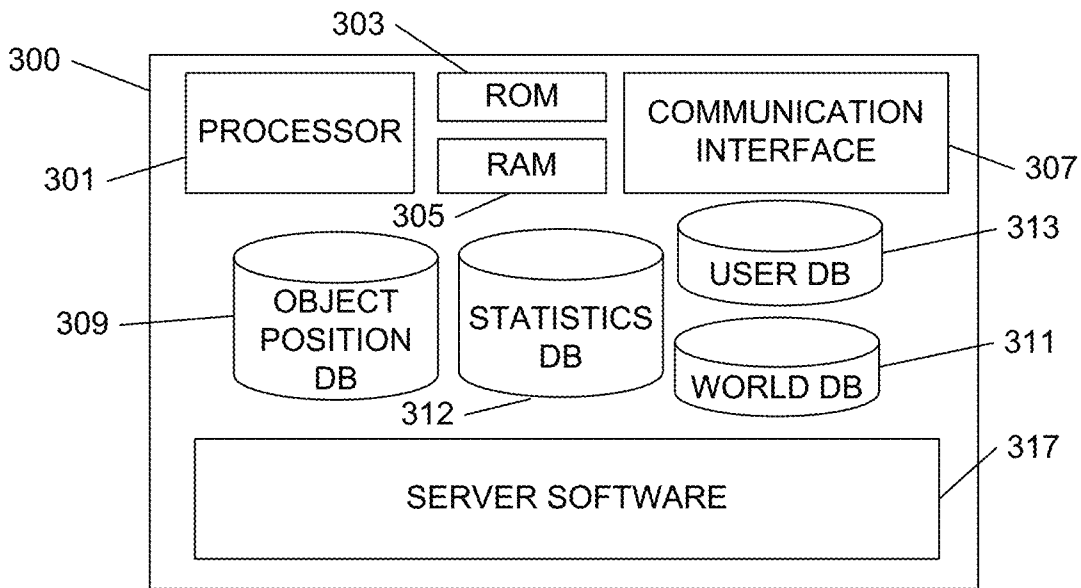 303
300
PROCESSOR
ROM
COMMUNICATION
INTERFACE
RAM
301
307
305
313
USER DB
OBJECT
POSITION
DB
309
STATISTICS
DB
311
WORLD DB
312
317
SERVER SOFTWARE